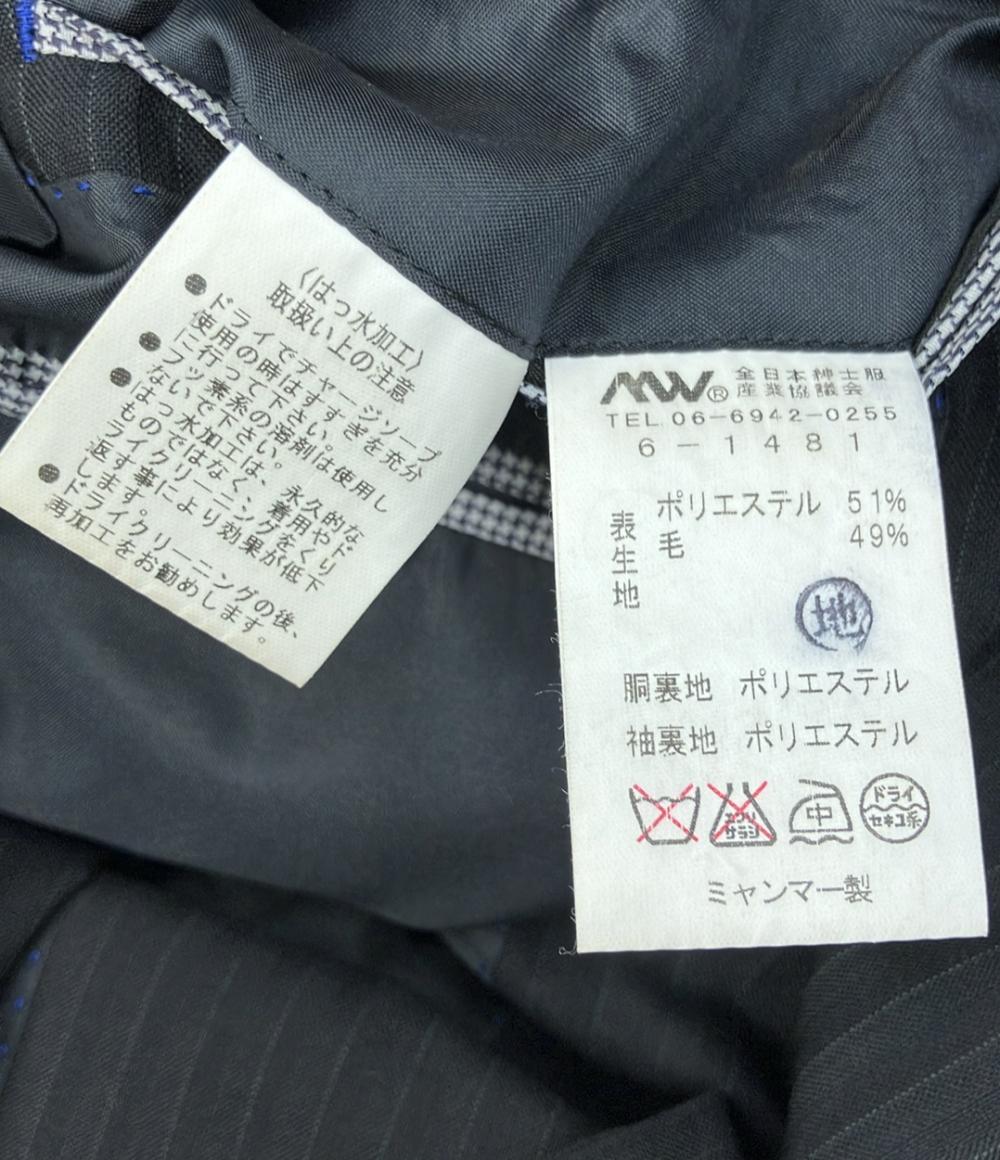 〈はっ水加工〉
取扱い上の注意
●ドライでチャージソープ
使用の時はすすぎを充分
に行って下さい。
●フッ素系の溶剤は使用し
ないで下さい。
●はっ水加工は、永久的な
ものではなく、着用やド
ライクリーニングをくり
返す事により効果が低下
します。
●ドライクリーニングの後、
再加工をお勧めします。
MW® 全日本紳士服
産業協議会
TEL.06-6942-0255
6-1481
表生地
ポリエステル 51%
毛 49%
地
胴裏地 ポリエステル
袖裏地 ポリエステル
エンソ
サラシ
中
ドライ
セキユ系
ミャンマー製